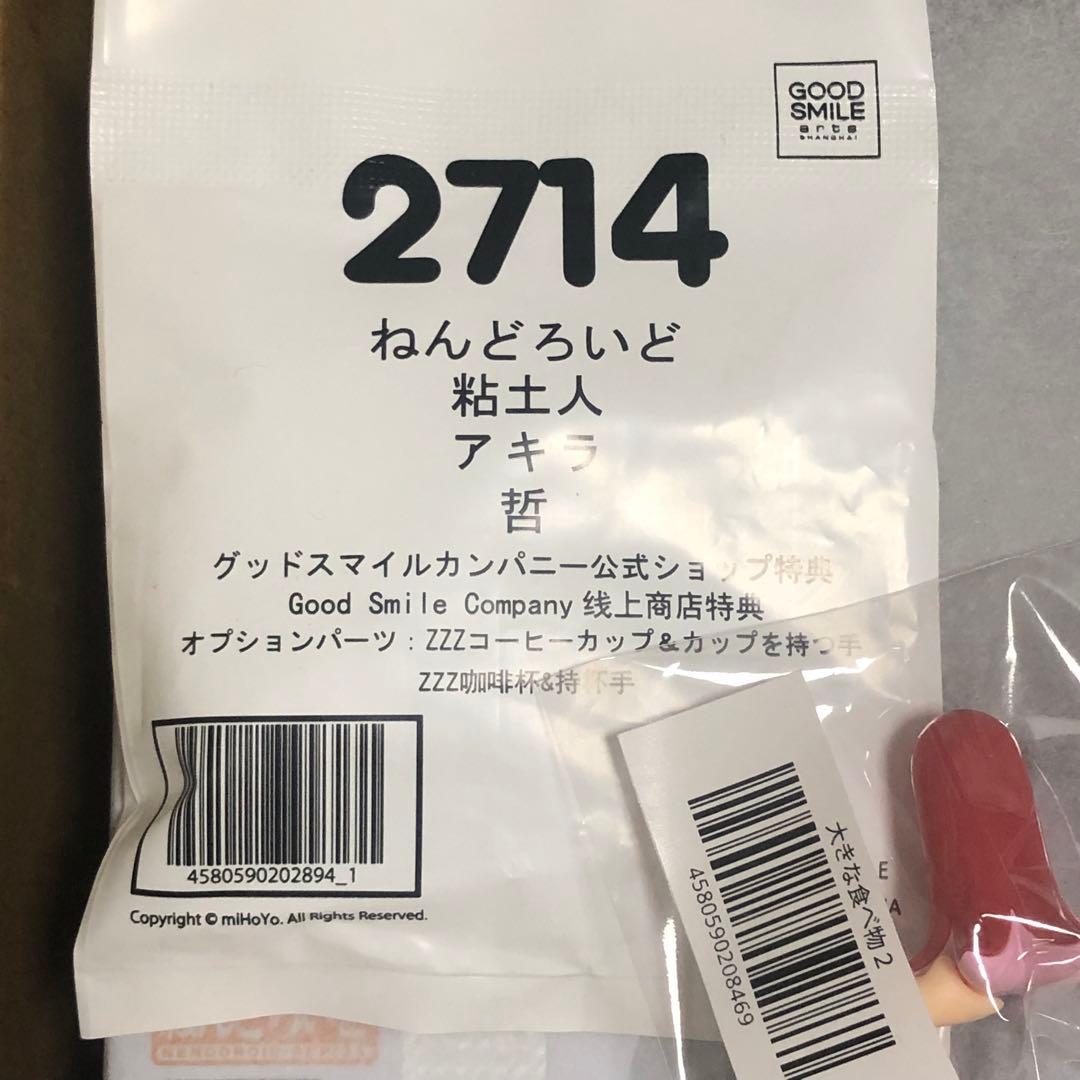 GOOD
SMILE
arts
SHANGHAI
2714
ねんどろいど
粘土人
アキラ
哲
グッドスマイルカンパニー公式ショップ特典
Good Smile Company 线上商店特典
オプションパーツ：ZZZコーヒーカップ&カップを持つ手
ZZZ咖啡杯&持杯手
4580590202894_1
Copyright © miHoYo. All Rights Reserved.
大きな食べ物2
4580590208469